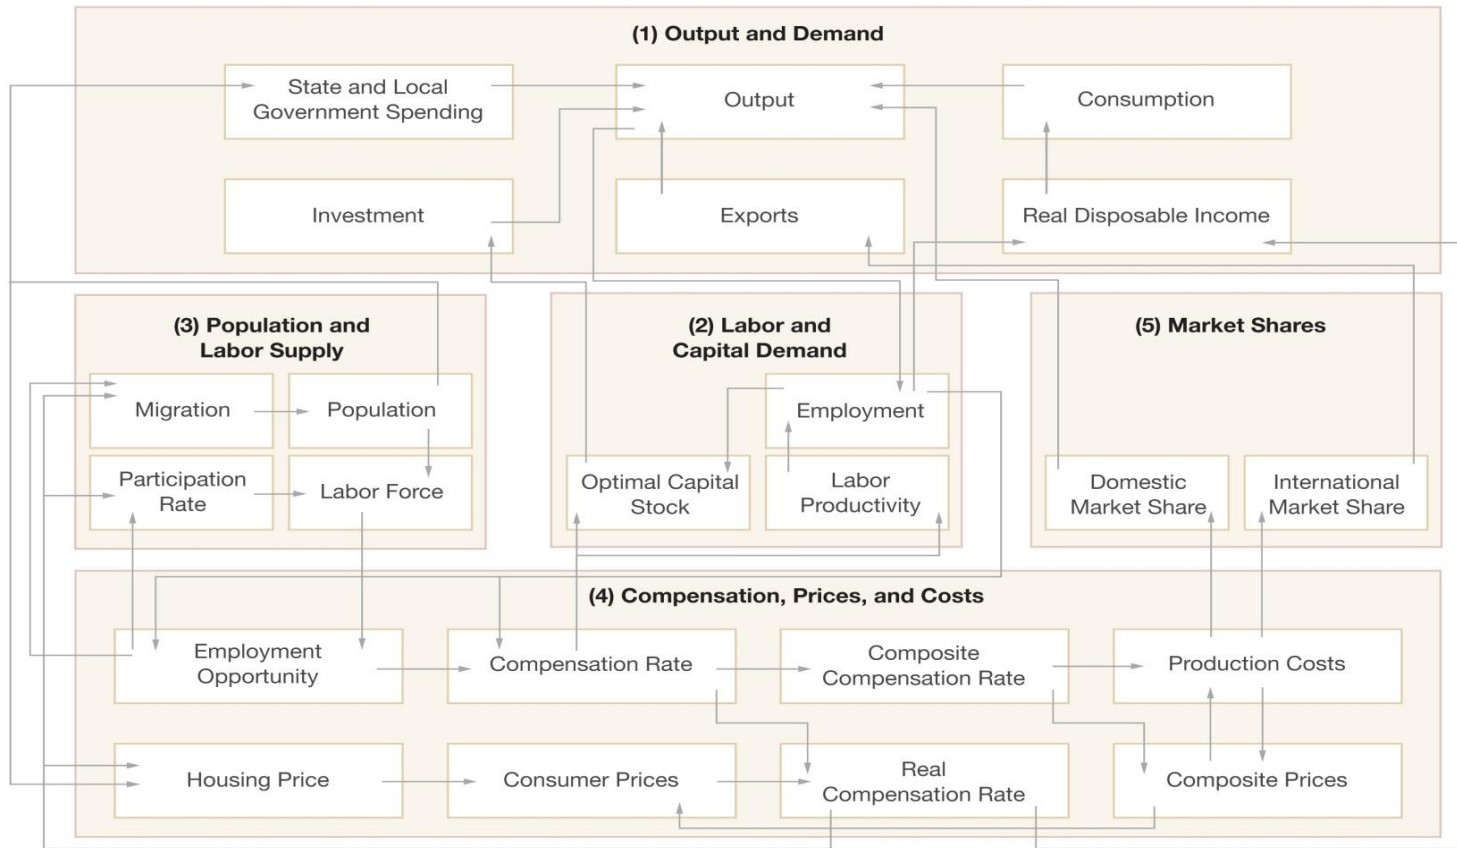 (1) Output and Demand
State and Local
Government Spending
Output
Consumption
Investment
Exports
Real Disposable Income
(3) Population and
Labor Supply
Migration
Population
Participation
Rate
Labor Force
(2) Labor and
Capital Demand
Employment
Optimal Capital
Stock
Labor
Productivity
(5) Market Shares
Domestic
Market Share
International
Market Share
(4) Compensation, Prices, and Costs
Employment
Opportunity
Compensation Rate
Composite
Compensation Rate
Production Costs
Housing Price
Consumer Prices
Real
Compensation Rate
Composite Prices